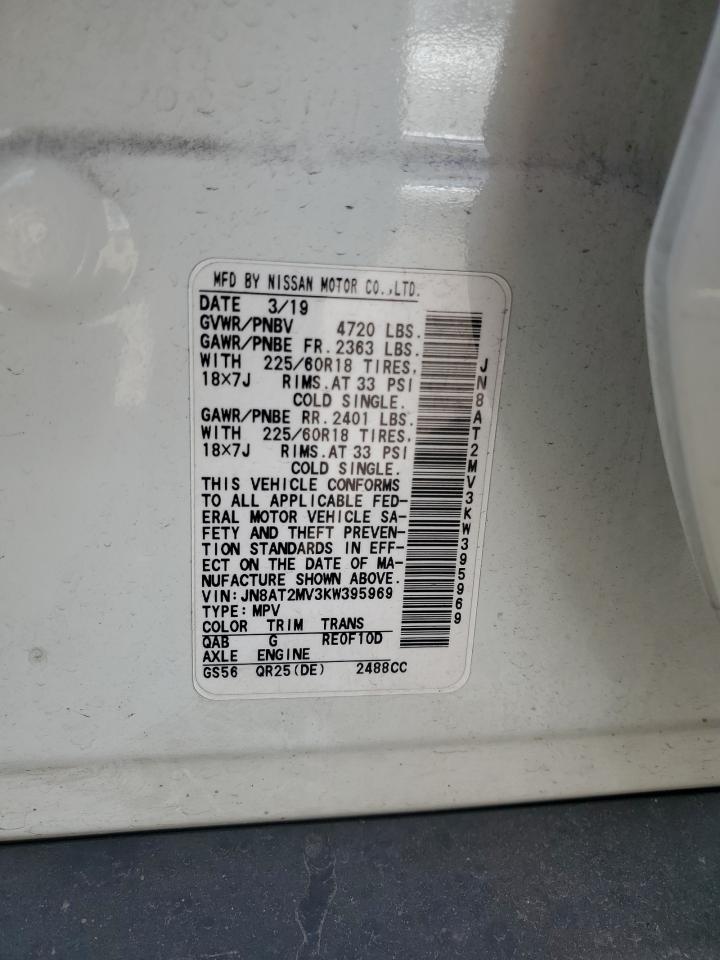 MFD BY NISSAN MOTOR CO.,LTD.
DATE 3/19
GVWR/PNBV 4720 LBS.
GAWR/PNBE FR. 2363 LBS.
WITH 225/60R18 TIRES,
18×7J RIMS. AT 33 PSI
COLD SINGLE.
GAWR/PNBE RR. 2401 LBS.
WITH 225/60R18 TIRES,
18×7J RIMS. AT 33 PSI
COLD SINGLE.
THIS VEHICLE CONFORMS
TO ALL APPLICABLE FED-
ERAL MOTOR VEHICLE SA-
FETY AND THEFT PREVEN-
TION STANDARDS IN EFF-
ECT ON THE DATE OF MA-
NUFACTURE SHOWN ABOVE.
VIN: JN8AT2MV3KW395969
TYPE: MPV
COLOR TRIM TRANS
QAB G RE0F10D
AXLE ENGINE
GS56 QR25(DE) 2488CC
JN8AT2MV3KW395969